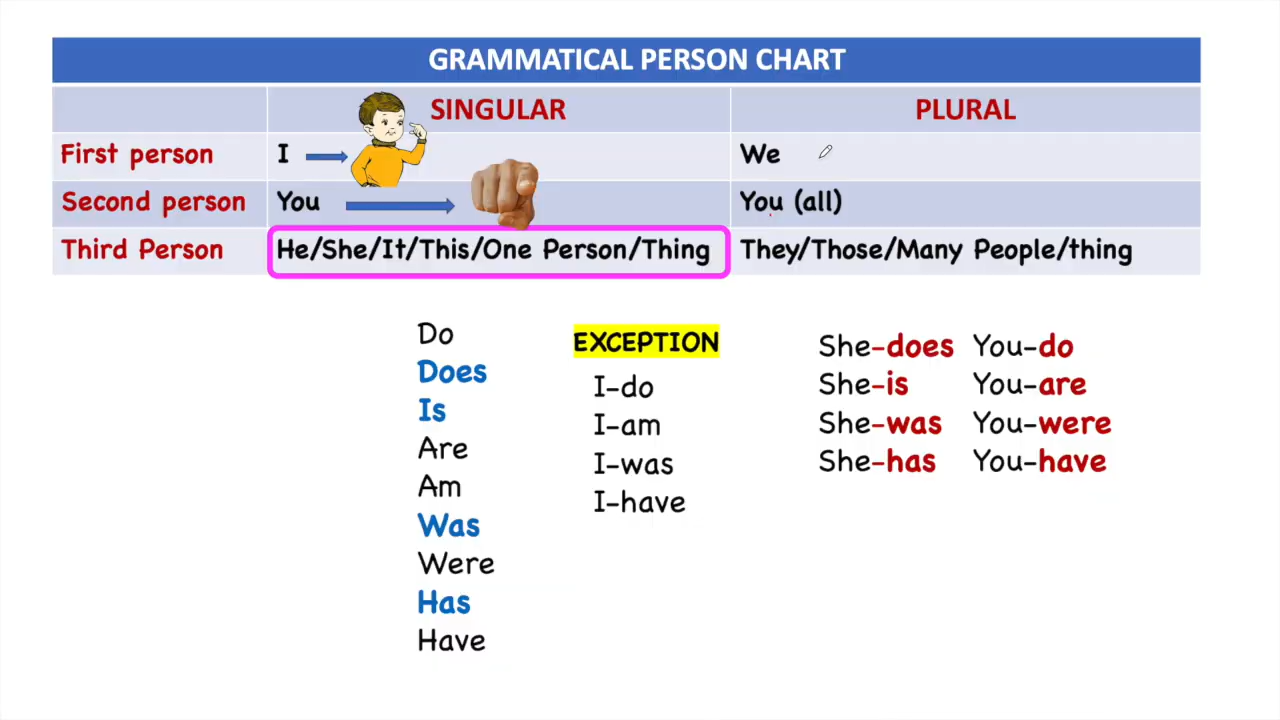 GRAMMATICAL PERSON CHART
SINGULAR PLURAL
First person I We
Second person You You (all)
Third Person He/She/It/This/One Person/Thing They/Those/Many People/thing
Do
Does
Is
Are
Am
Was
Were
Has
Have
EXCEPTION
I-do
I-am
I-was
I-have
She-does You-do
She-is You-are
She-was You-were
She-has You-have